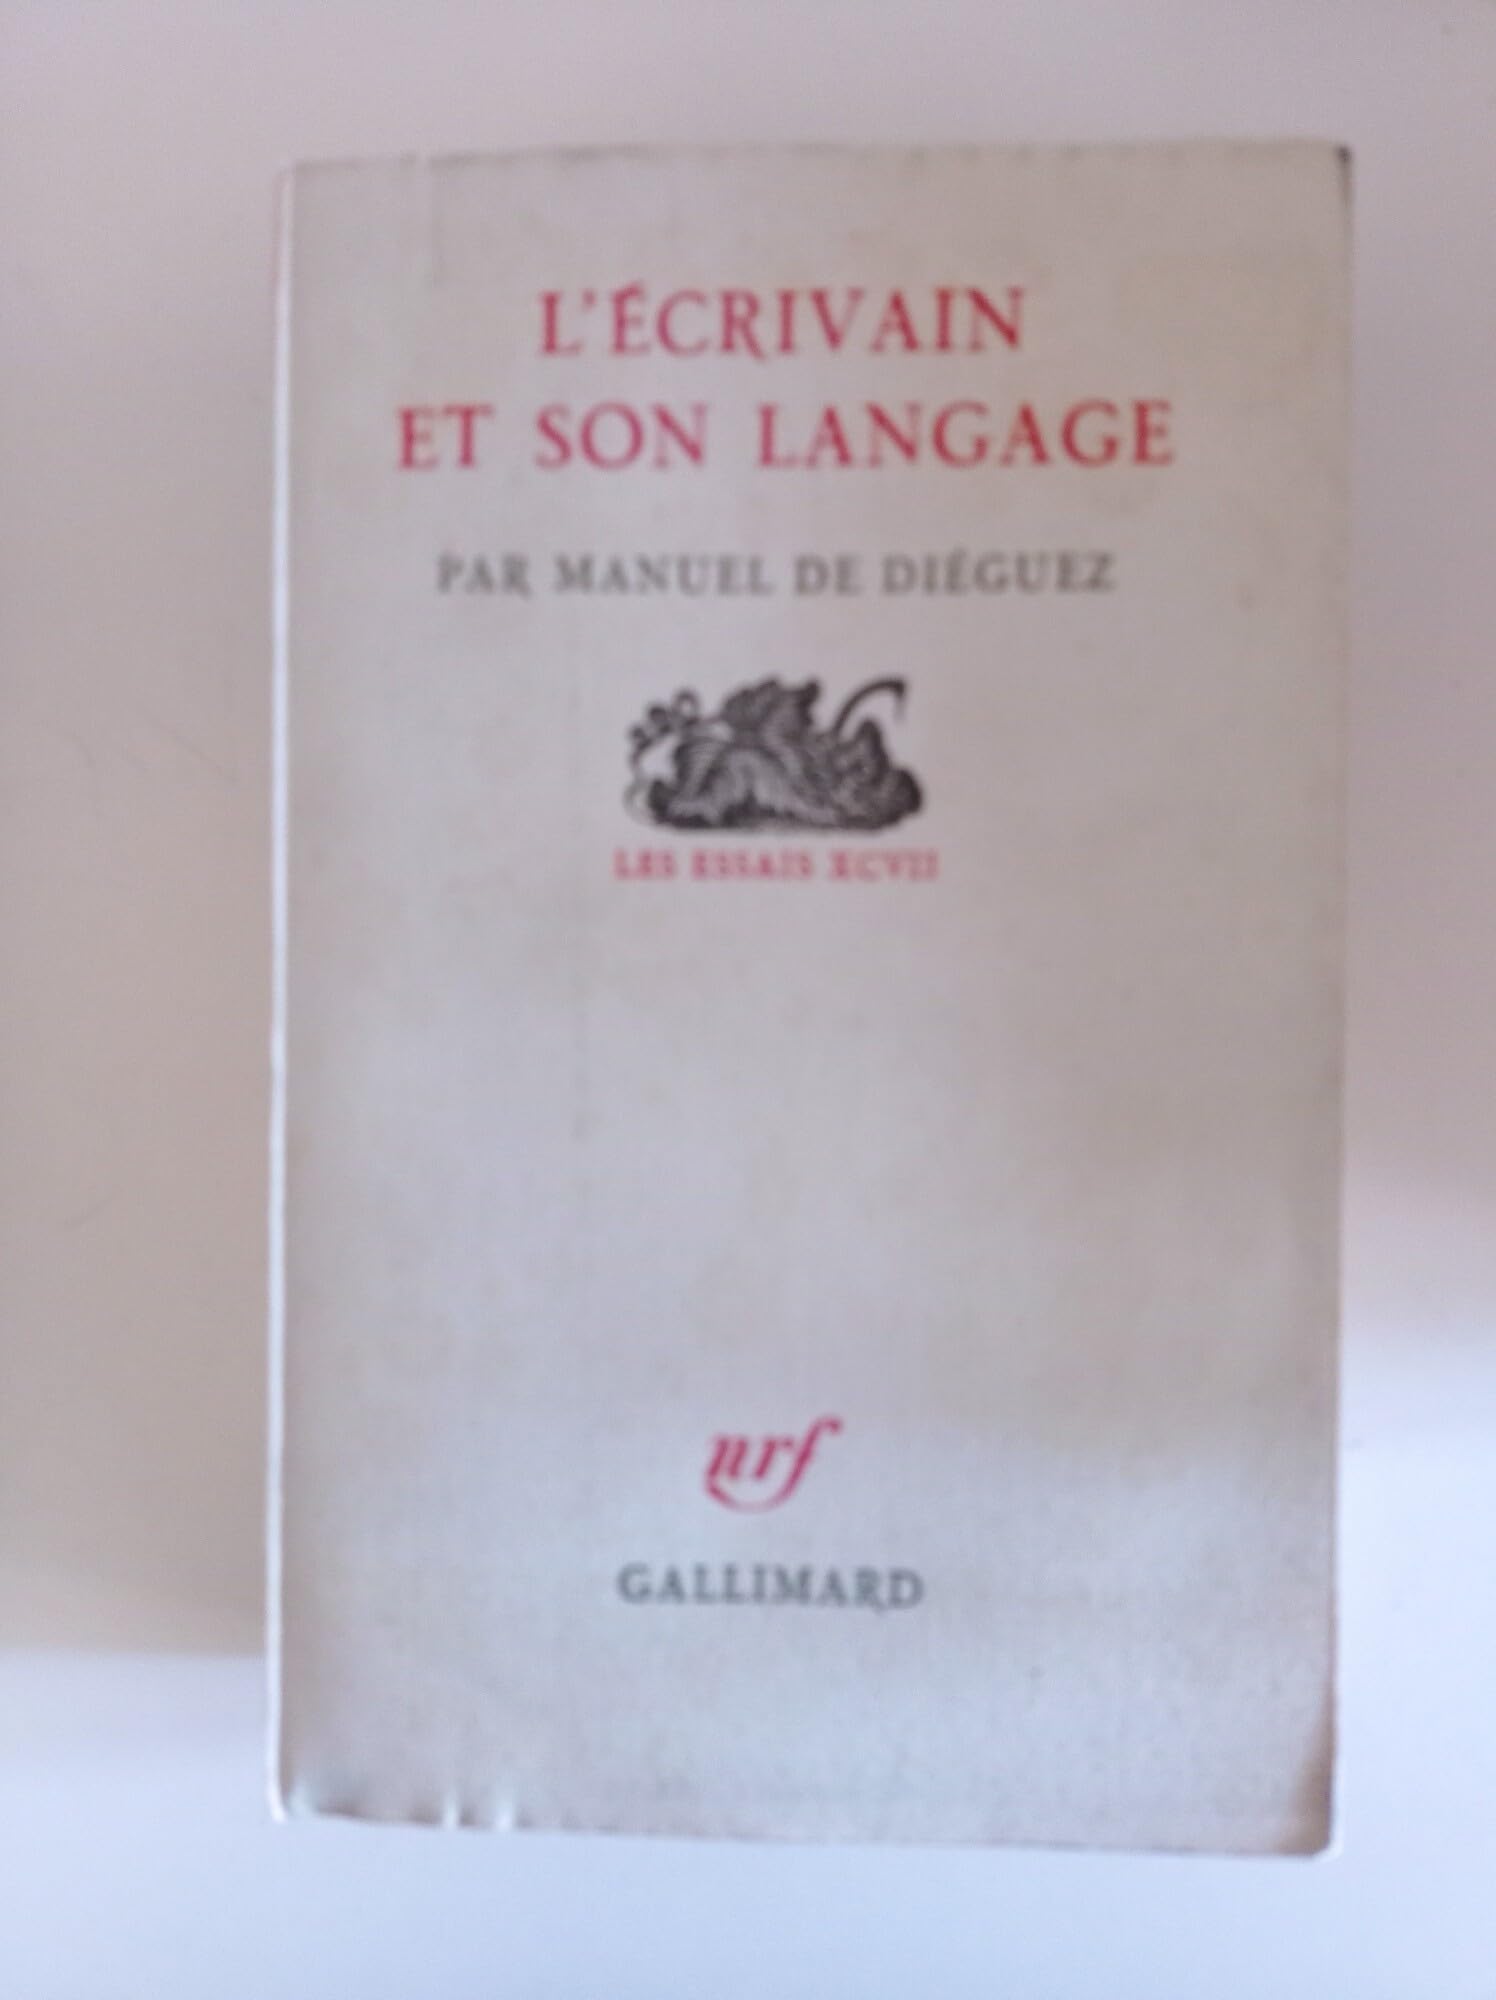 L'ÉCRIVAIN
ET SON LANGAGE
PAR MANUEL DE DIÉGUEZ
LES ESSAIS XCVII
nrf
GALLIMARD